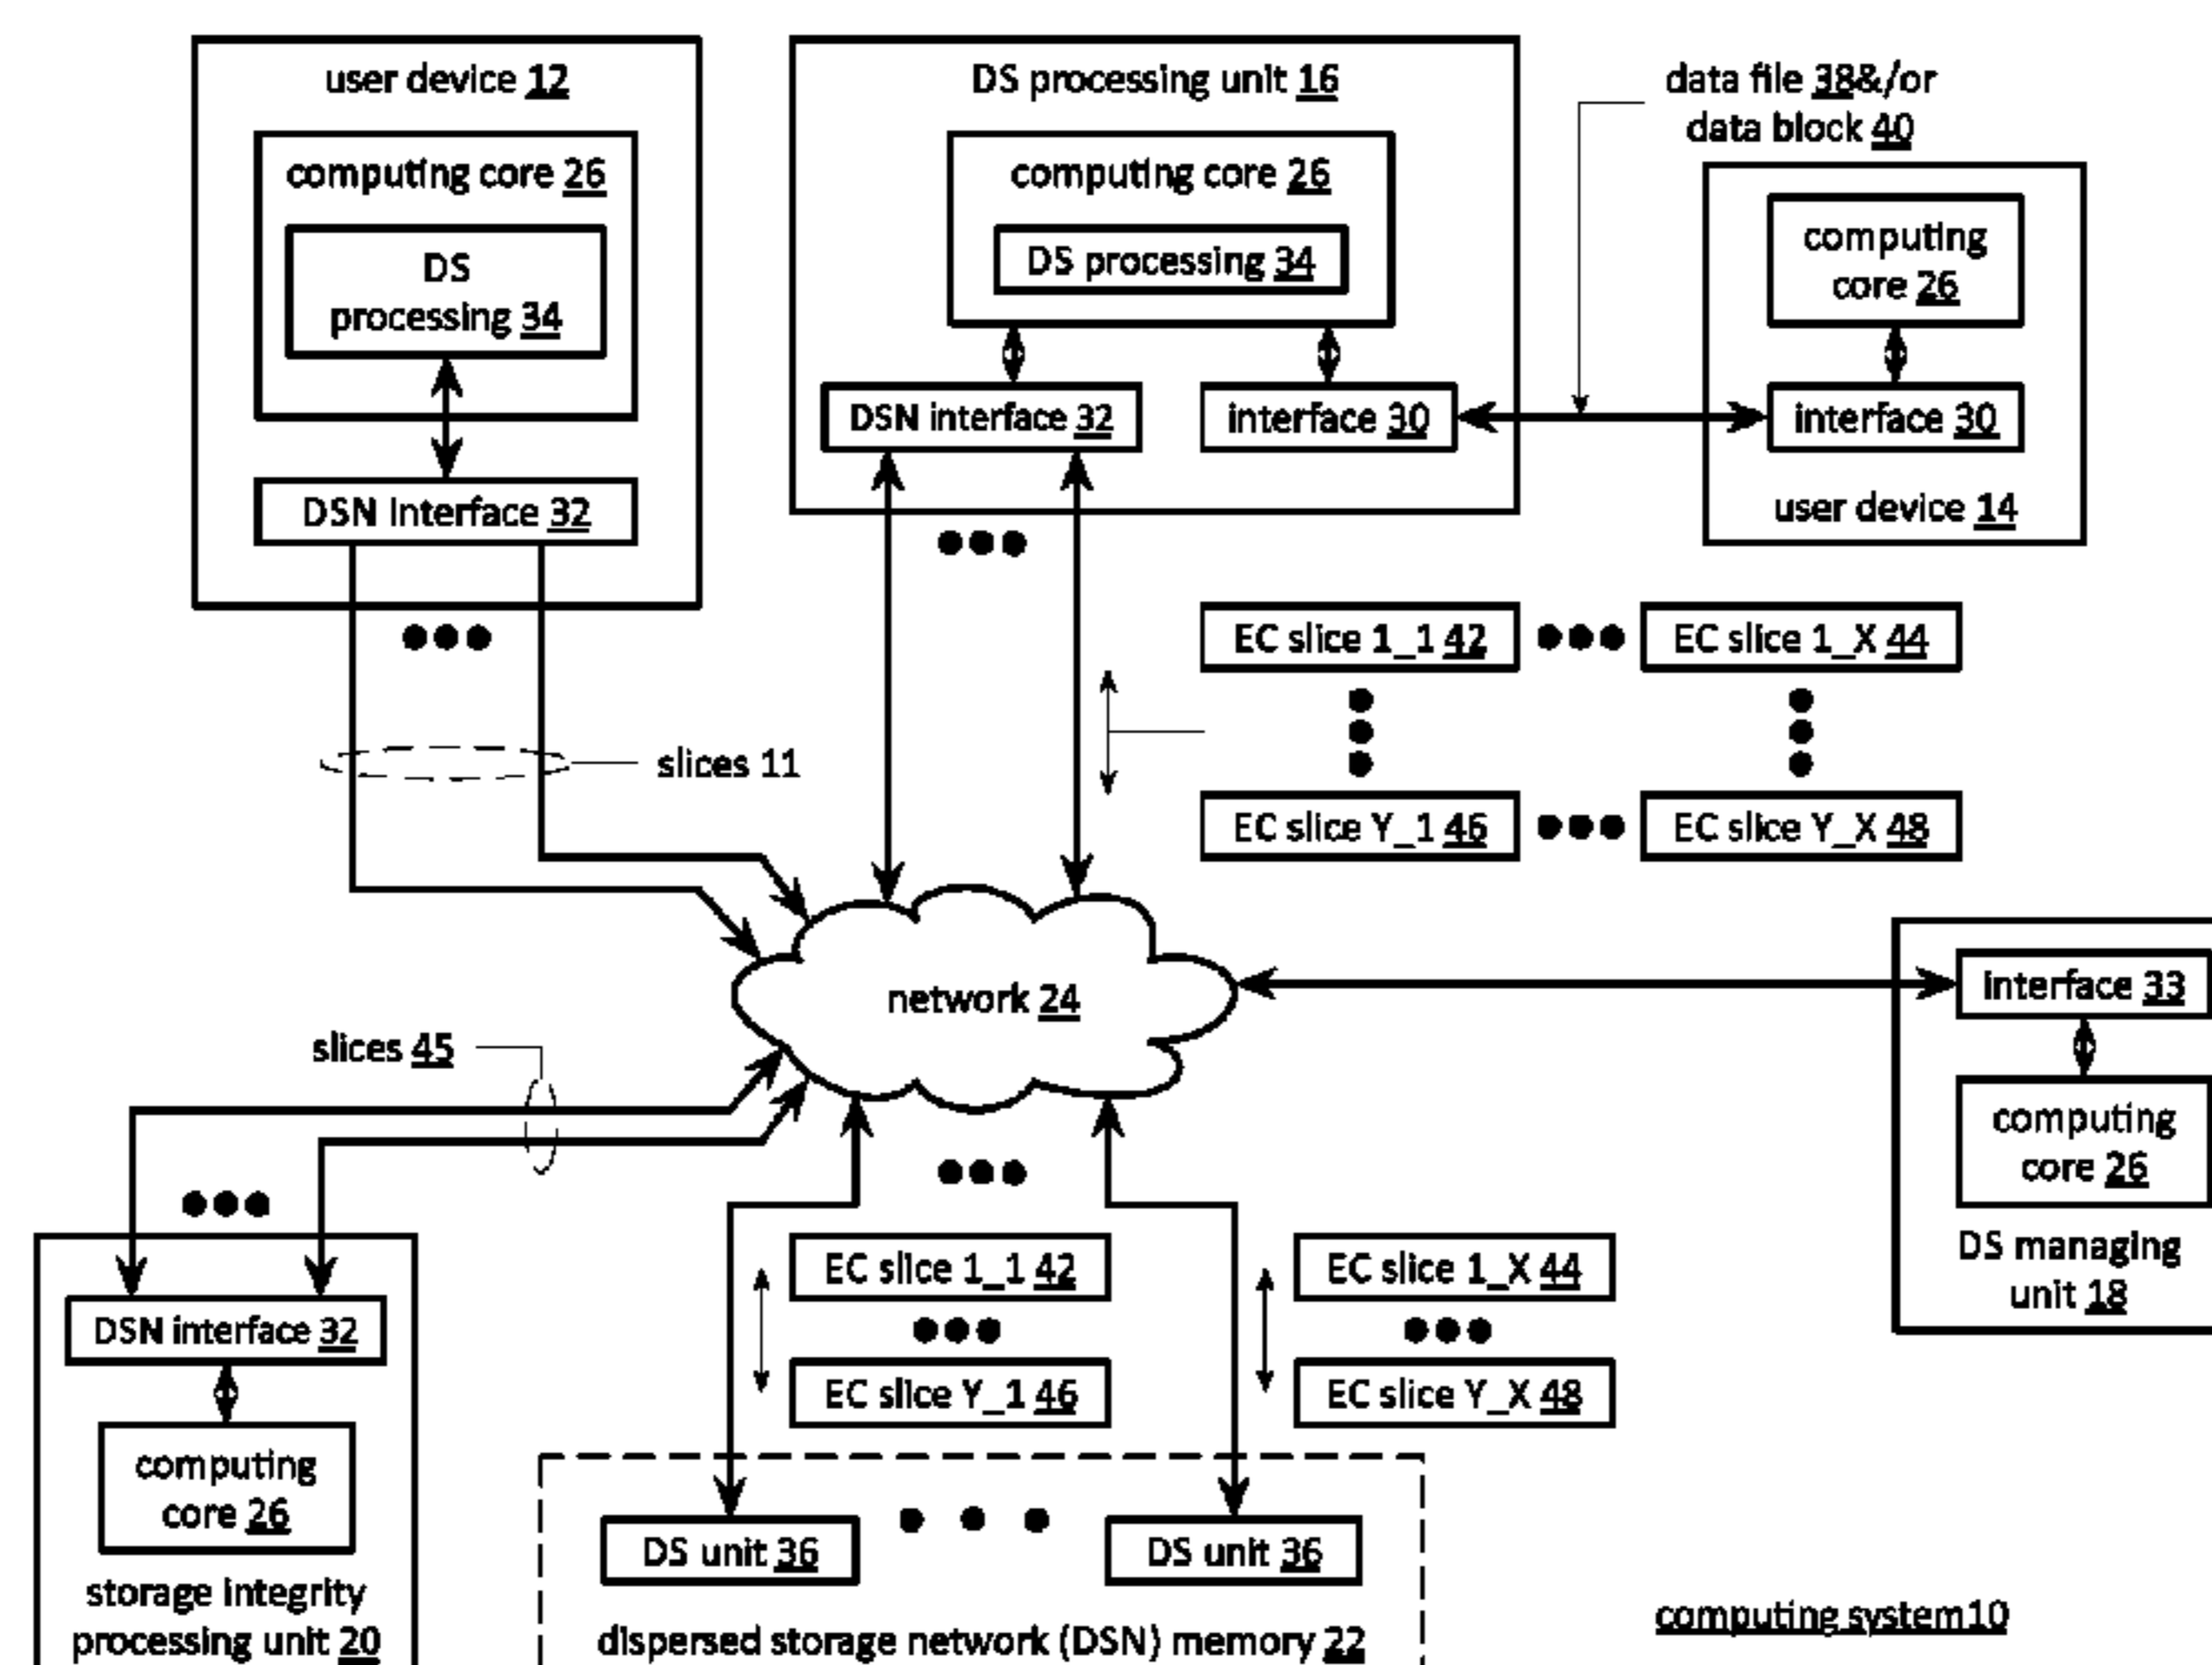 user device 12
computing core 26
DS
processing 34
DSN interface 32
DS processing unit 16
computing core 26
DS processing 34
DSN interface 32
interface 30
data file 38&/or
data block 40
computing
core 26
interface 30
user device 14
slices 11
EC slice 1_1 42
EC slice 1_X 44
EC slice Y_1 46
EC slice Y_X 48
network 24
interface 33
computing
core 26
DS managing
unit 18
slices 45
DSN interface 32
computing
core 26
storage integrity
processing unit 20
EC slice 1_1 42
EC slice Y_1 46
EC slice 1_X 44
EC slice Y_X 48
DS unit 36
DS unit 36
dispersed storage network (DSN) memory 22
computing system10